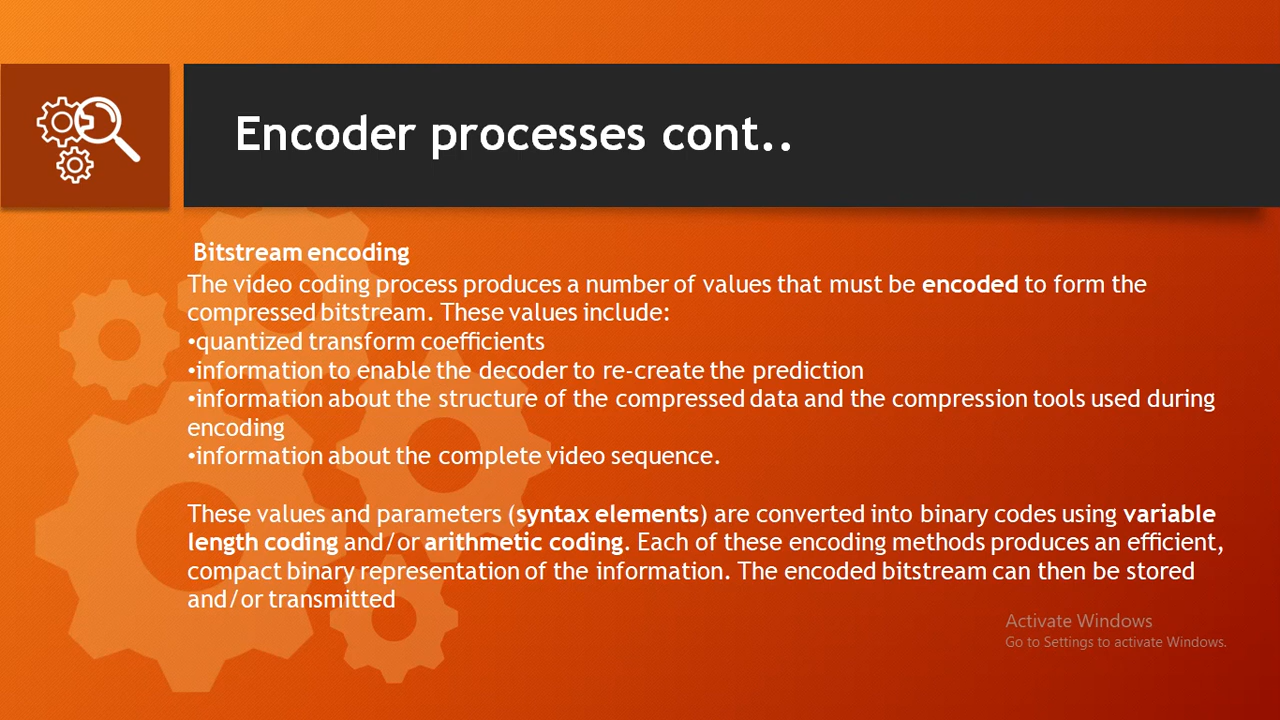 Encoder processes cont..
Bitstream encoding
The video coding process produces a number of values that must be encoded to form the
compressed bitstream. These values include:
•quantized transform coefficients
•information to enable the decoder to re-create the prediction
•information about the structure of the compressed data and the compression tools used during
encoding
•information about the complete video sequence.
These values and parameters (syntax elements) are converted into binary codes using variable
length coding and/or arithmetic coding. Each of these encoding methods produces an efficient,
compact binary representation of the information. The encoded bitstream can then be stored
and/or transmitted
Activate Windows
Go to Settings to activate Windows.